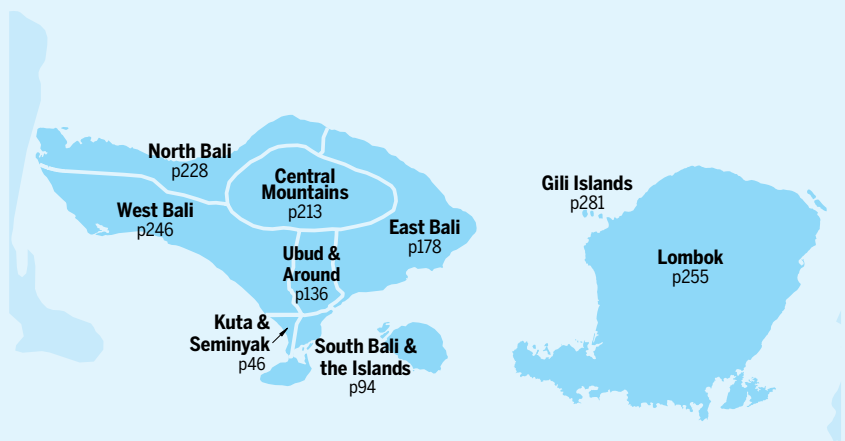 North Bali
p228
Central
Mountains
p213
West Bali
p246
East Bali
p178
Ubud &
Around
p136
Kuta &
Seminyak
p46
South Bali &
the Islands
p94
Gili Islands
p281
Lombok
p255